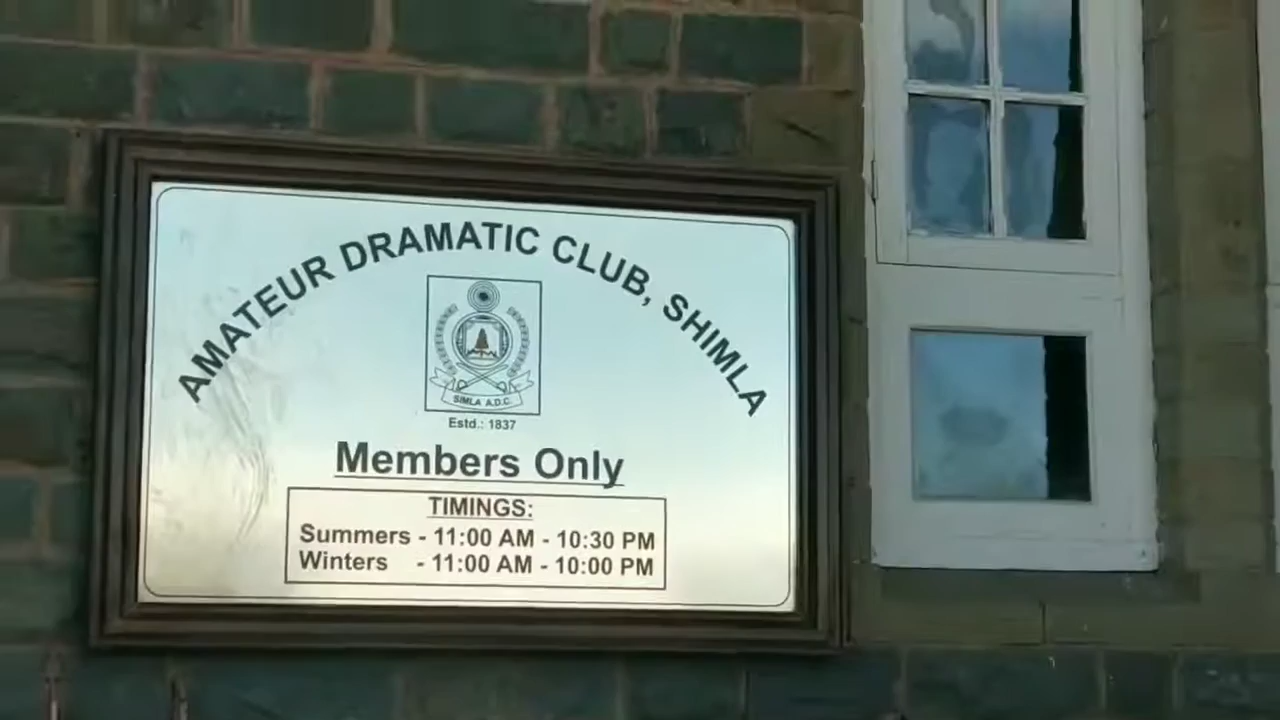 AMATEUR DRAMATIC CLUB, SHIMLA
SIMLA A.D.C.
Estd.: 1837
Members Only
TIMINGS:
Summers - 11:00 AM - 10:30 PM
Winters - 11:00 AM - 10:00 PM